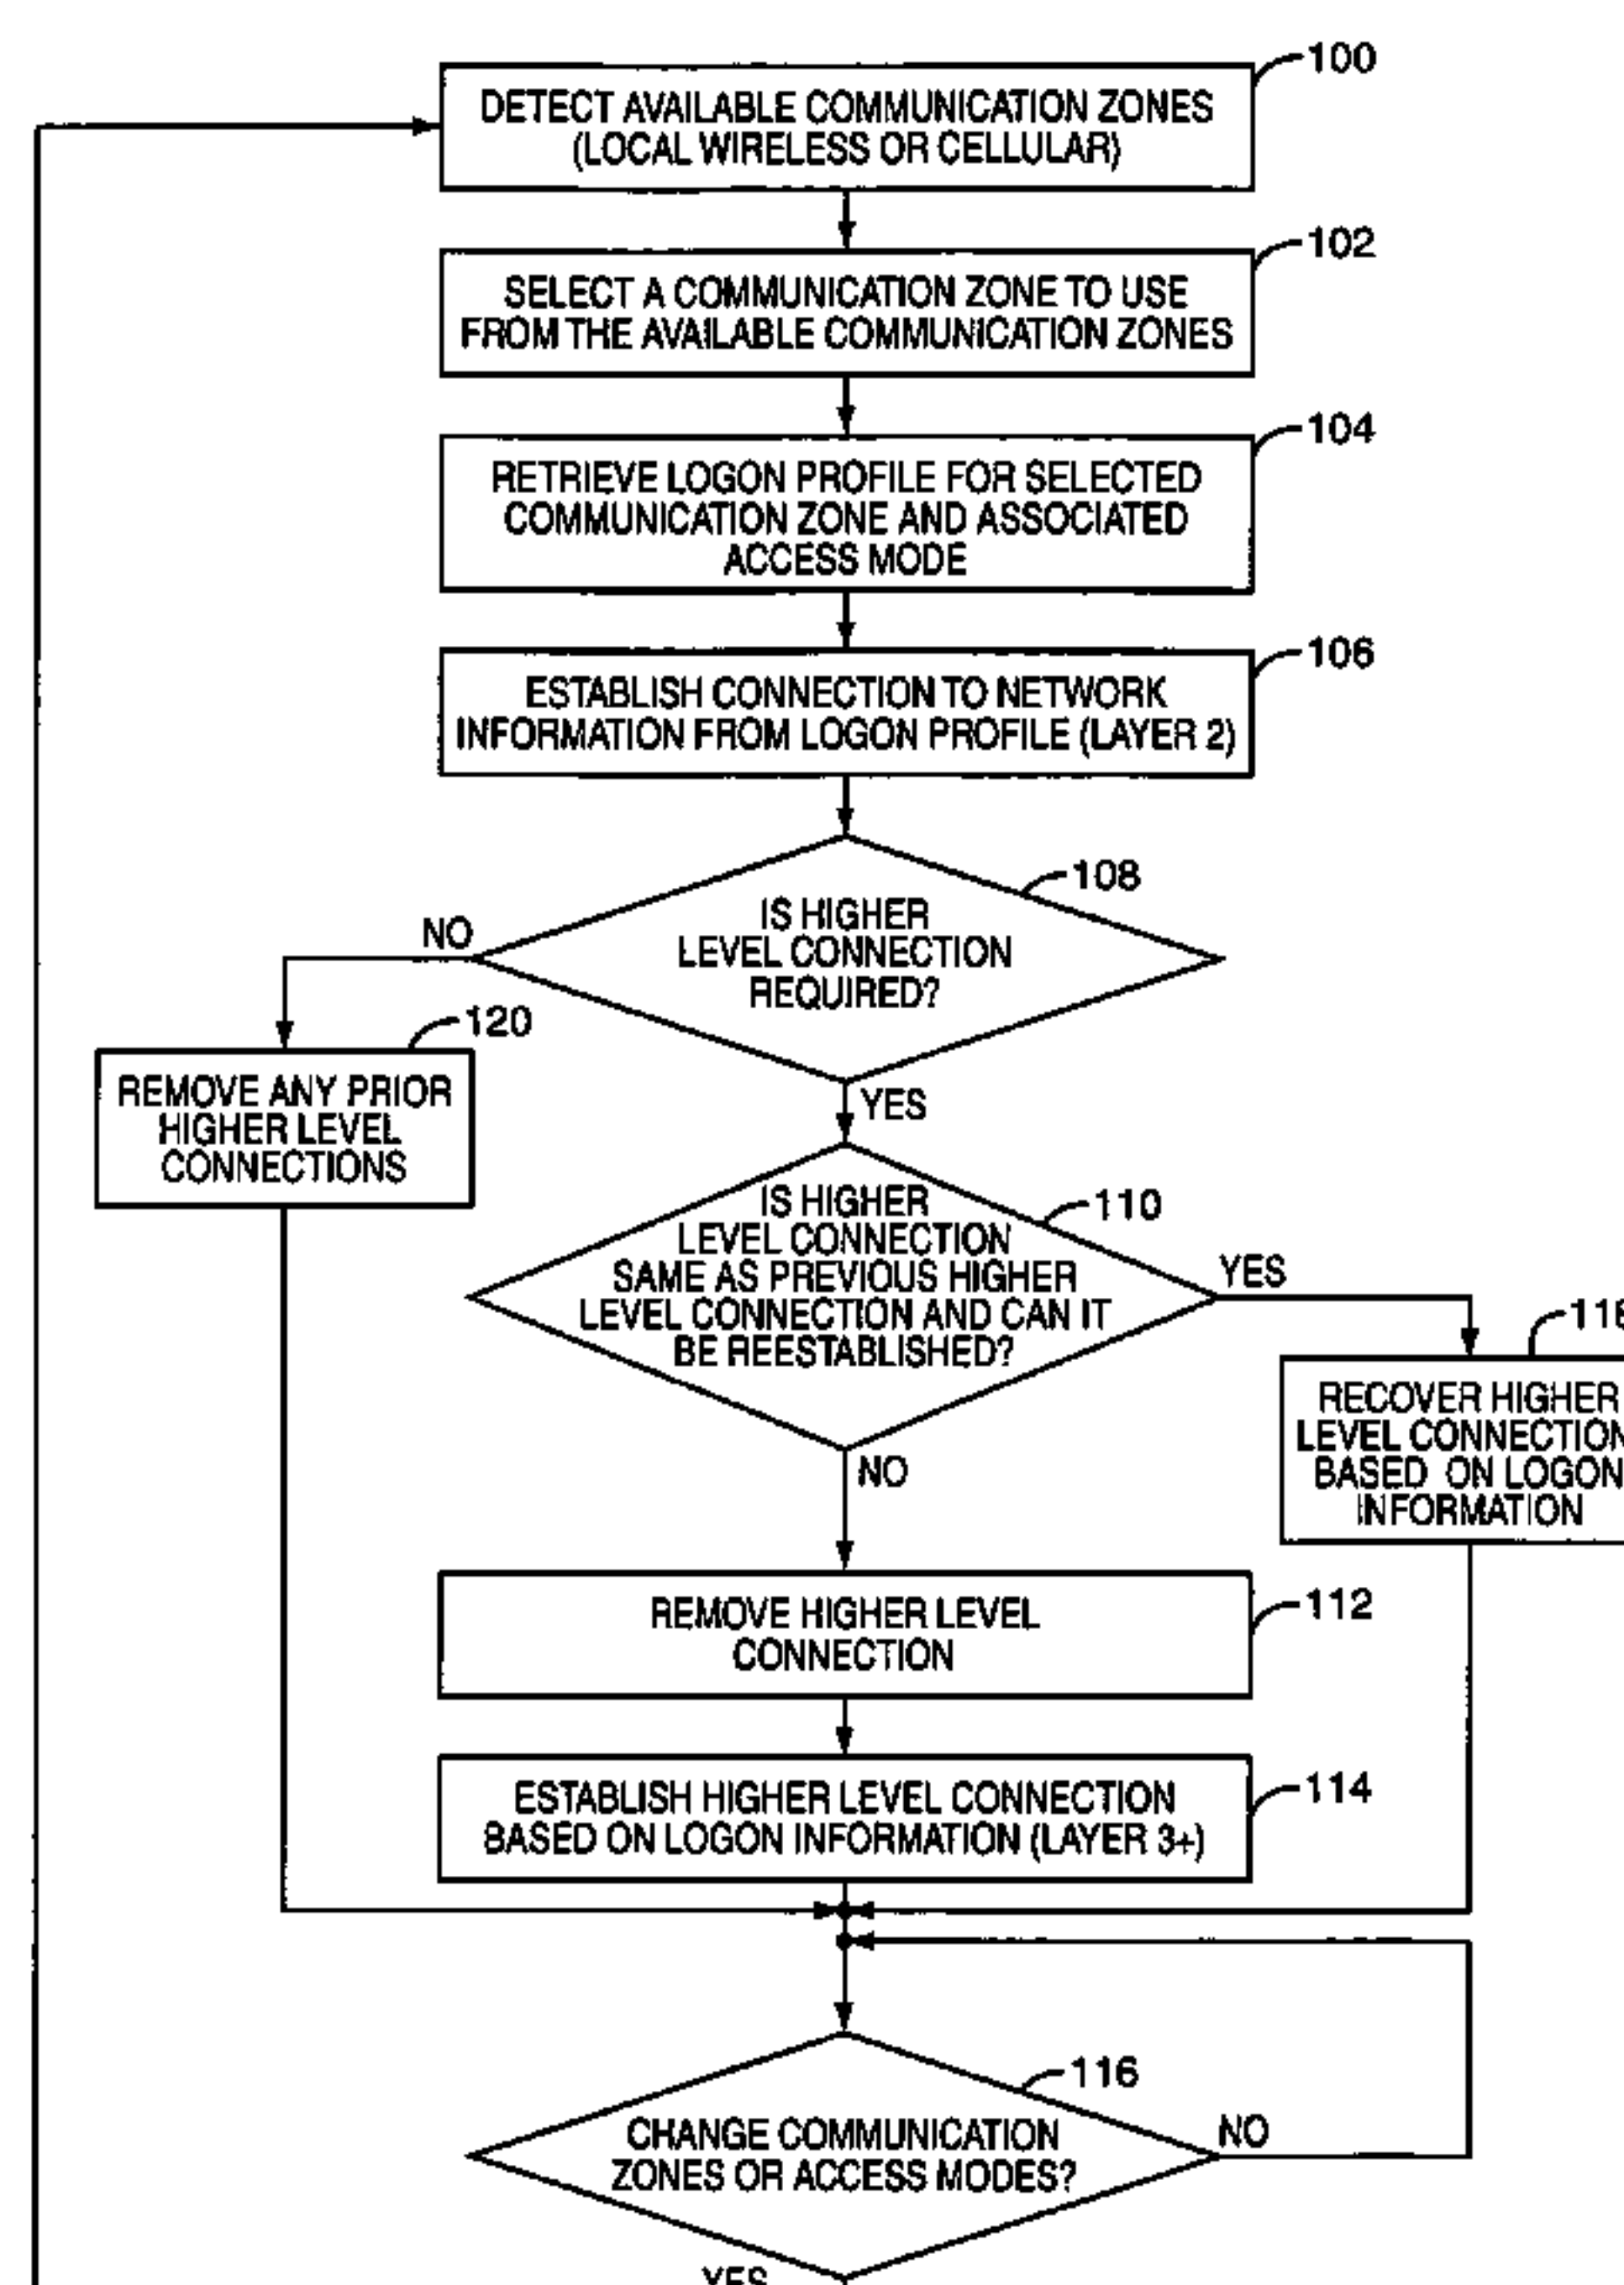 100
DETECT AVAILABLE COMMUNICATION ZONES
(LOCAL WIRELESS OR CELLULAR)
102
SELECT A COMMUNICATION ZONE TO USE
FROM THE AVAILABLE COMMUNICATION ZONES
104
RETRIEVE LOGON PROFILE FOR SELECTED
COMMUNICATION ZONE AND ASSOCIATED
ACCESS MODE
106
ESTABLISH CONNECTION TO NETWORK
INFORMATION FROM LOGON PROFILE (LAYER 2)
108
IS HIGHER
LEVEL CONNECTION
REQUIRED?
NO
120
REMOVE ANY PRIOR
HIGHER LEVEL
CONNECTIONS
YES
110
IS HIGHER
LEVEL CONNECTION
SAME AS PREVIOUS HIGHER
LEVEL CONNECTION AND CAN IT
BE REESTABLISHED?
YES
RECOVER HIGHER
LEVEL CONNECTION
BASED ON LOGON
INFORMATION
NO
112
REMOVE HIGHER LEVEL
CONNECTION
114
ESTABLISH HIGHER LEVEL CONNECTION
BASED ON LOGON INFORMATION (LAYER 3+)
116
CHANGE COMMUNICATION
ZONES OR ACCESS MODES?
NO
YES